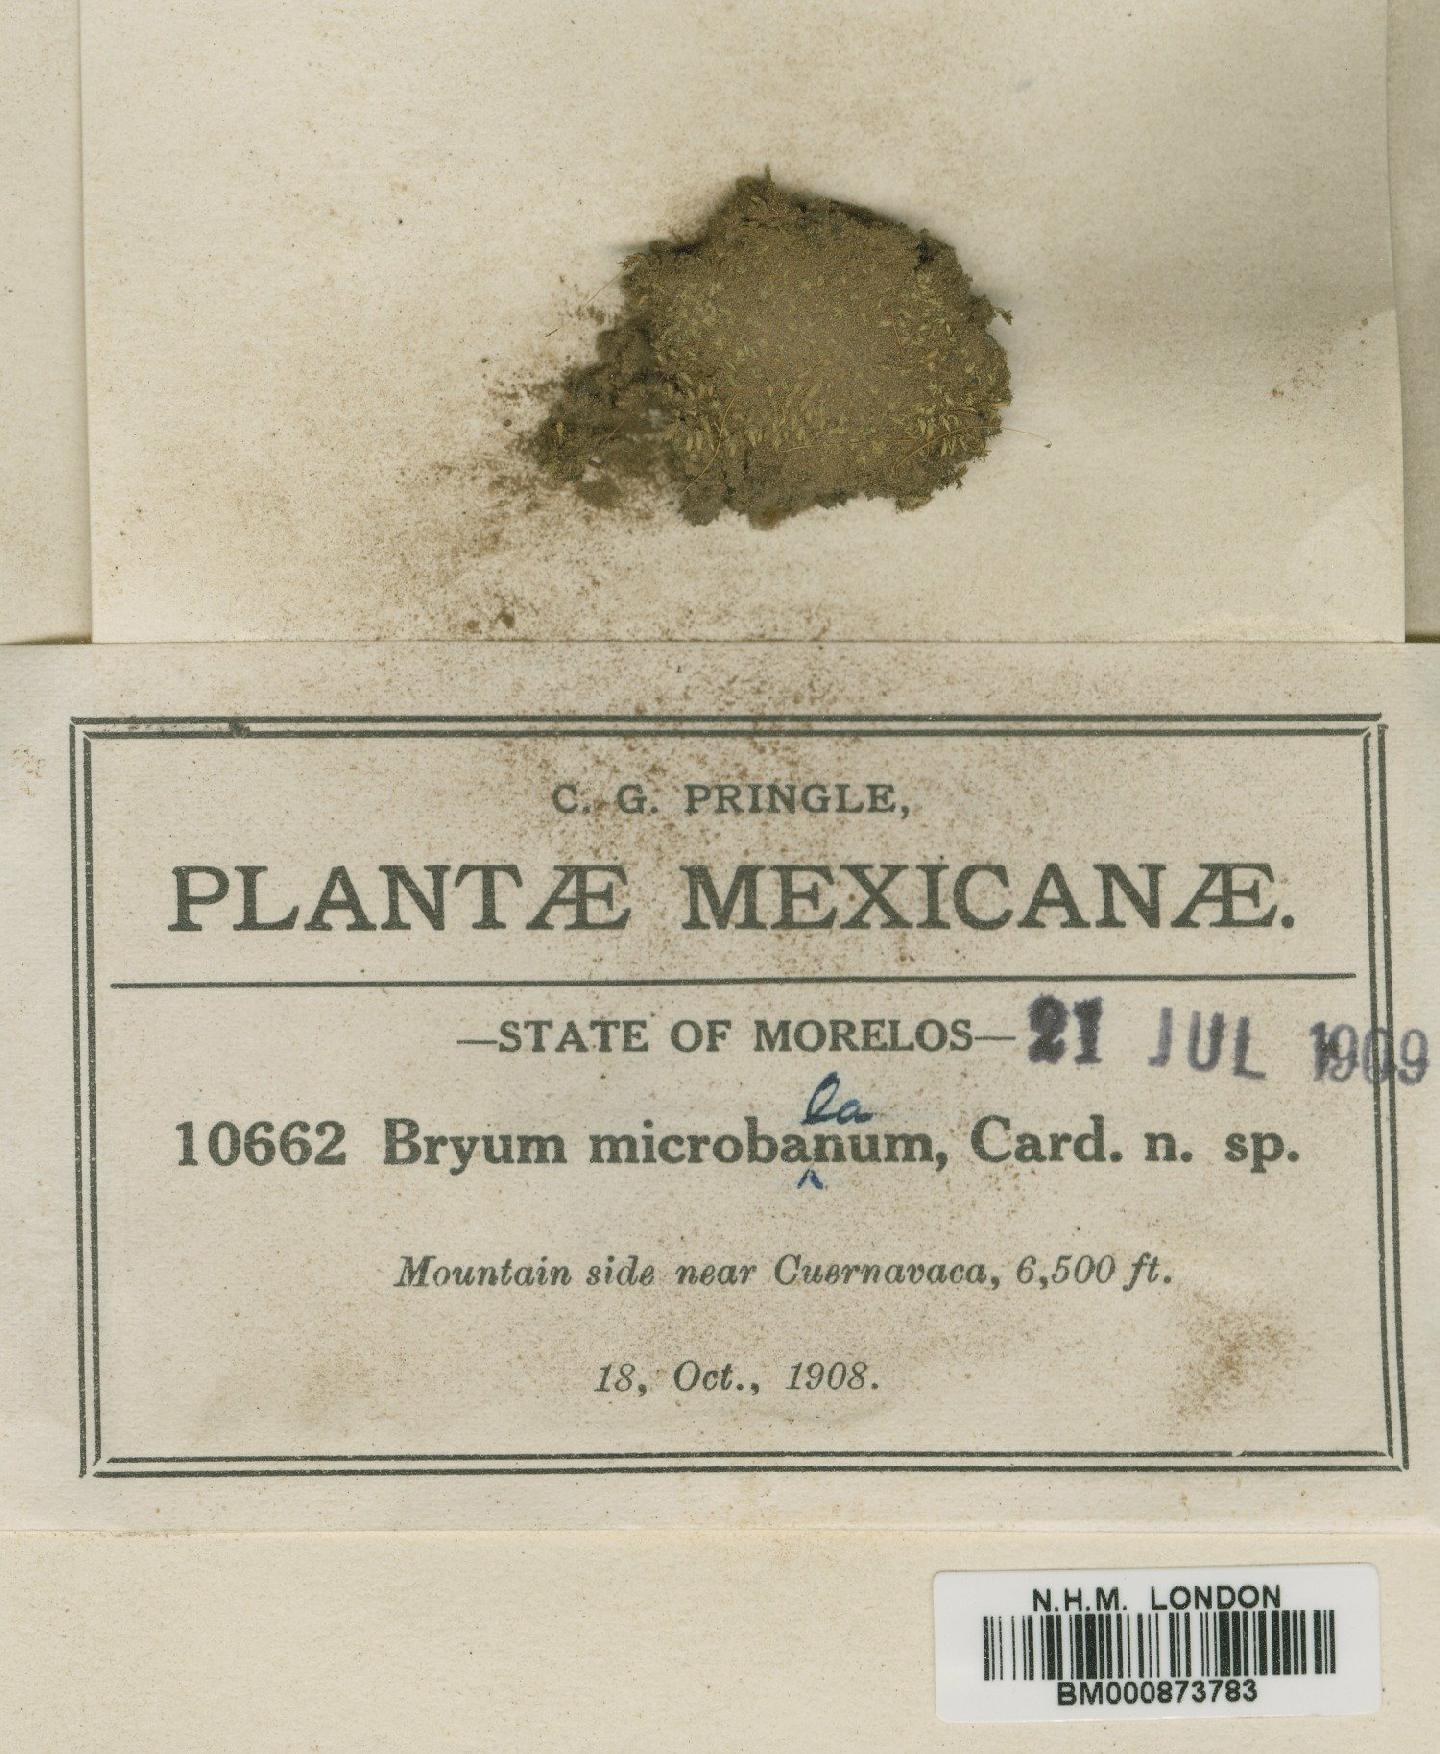 C. G. PRINGLE,
PLANTÆ MEXICANÆ.
—STATE OF MORELOS— 21 JUL 1909
la
10662 Bryum microbanum, Card. n. sp.
^
Mountain side near Cuernavaca, 6,500 ft.
18, Oct., 1908.
N.H.M. LONDON
BM000873783